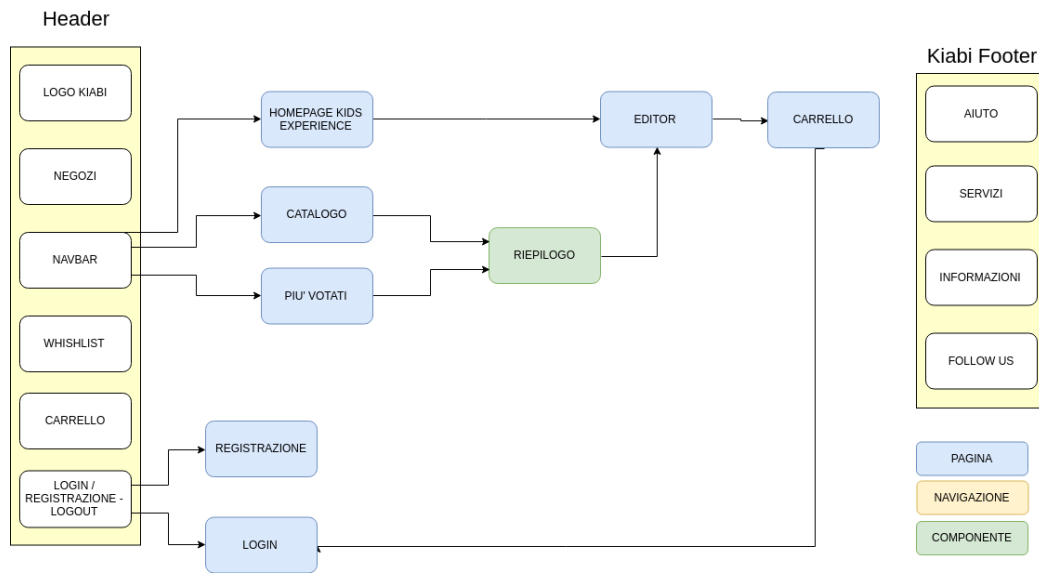 Header
LOGO KIABI
NEGOZI
NAVBAR
WHISHLIST
CARRELLO
LOGIN /
REGISTRAZIONE -
LOGOUT
HOMEPAGE KIDS
EXPERIENCE
CATALOGO
PIU' VOTATI
REGISTRAZIONE
LOGIN
RIEPILOGO
EDITOR
CARRELLO
Kiabi Footer
AIUTO
SERVIZI
INFORMAZIONI
FOLLOW US
PAGINA
NAVIGAZIONE
COMPONENTE